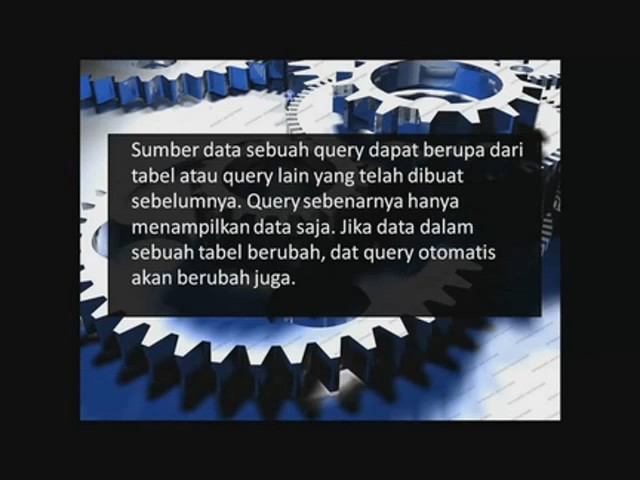 Sumber data sebuah query dapat berupa dari
tabel atau query lain yang telah dibuat
sebelumnya. Query sebenarnya hanya
menampilkan data saja. Jika data dalam
sebuah tabel berubah, dat query otomatis
akan berubah juga.